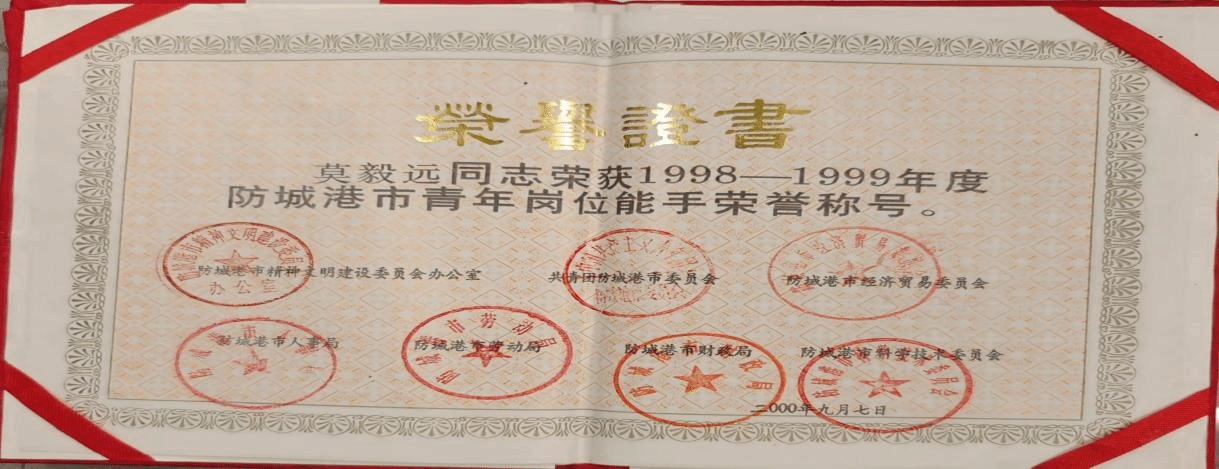 榮譽證書
莫毅远同志荣获1998—1999年度
防城港市青年岗位能手荣誉称号。
防城港市精神文明建设委员会办公室 共青团防城港市委员会 防城港市经济贸易委员会
防城港市人事局 防城港市劳动局 防城港市财政局 防城港市科学技术委员会
二000年九月七日